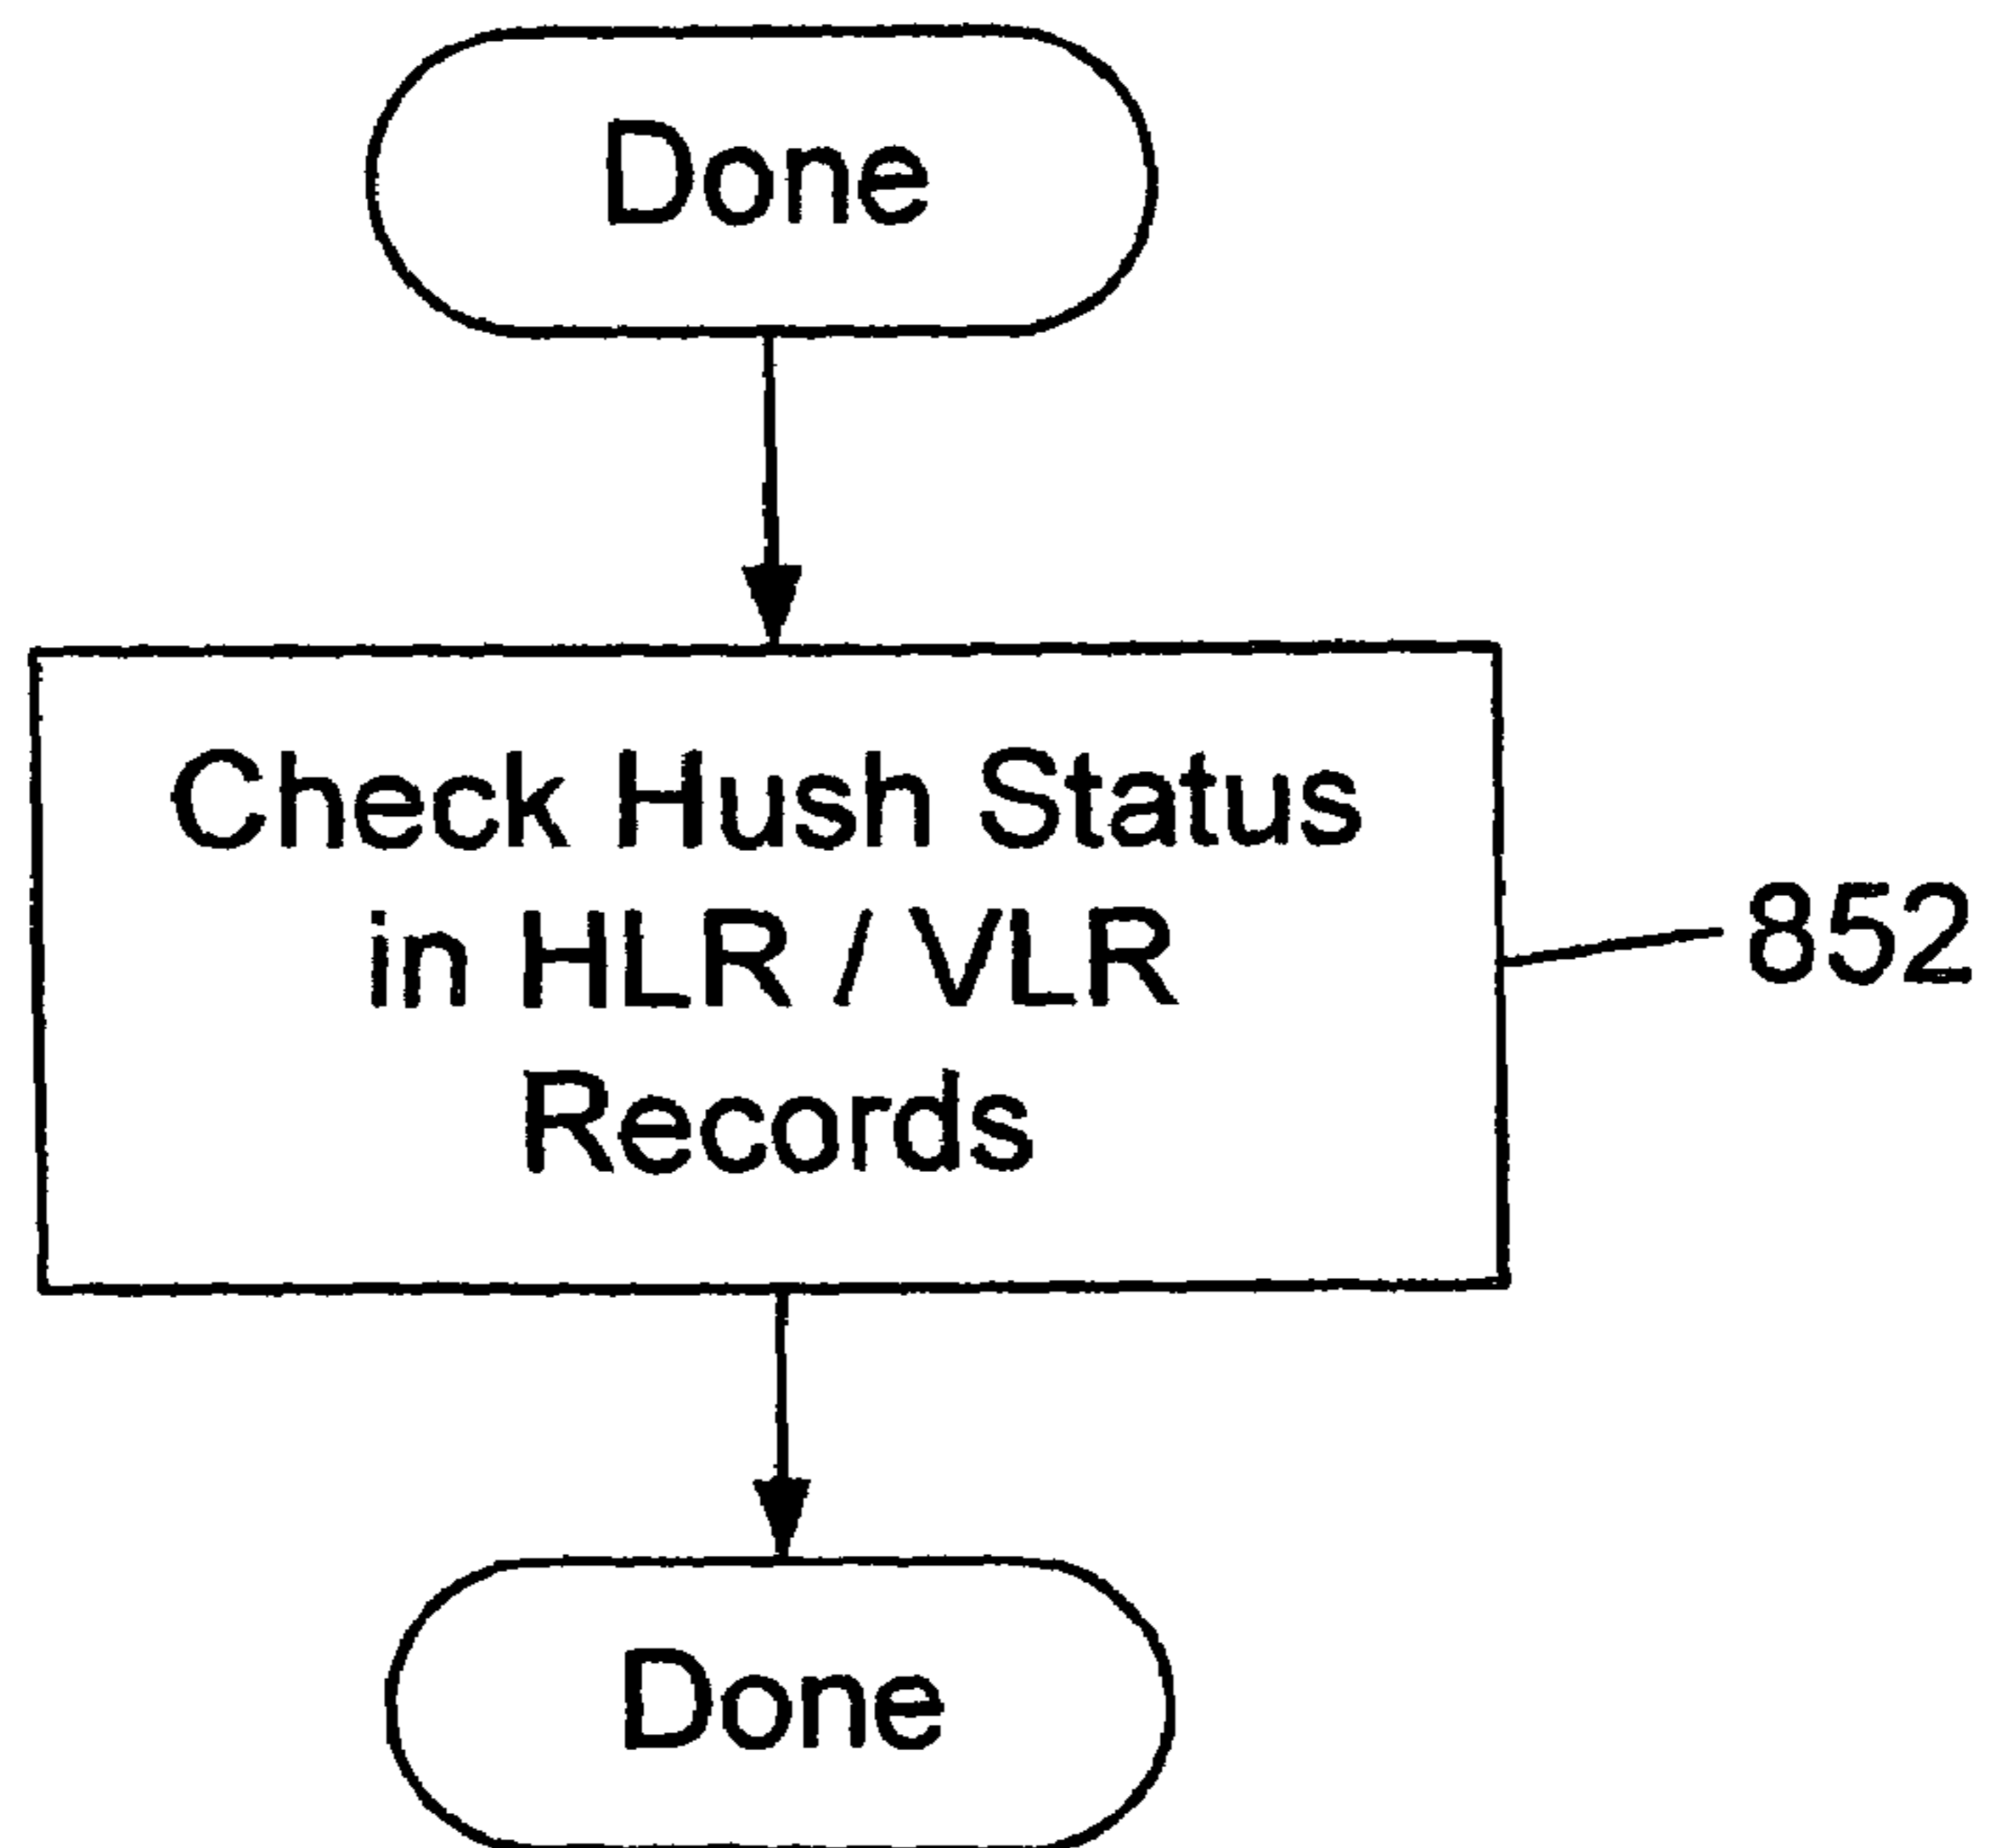 Done
Check Hush Status
in HLR / VLR
Records
852
Done